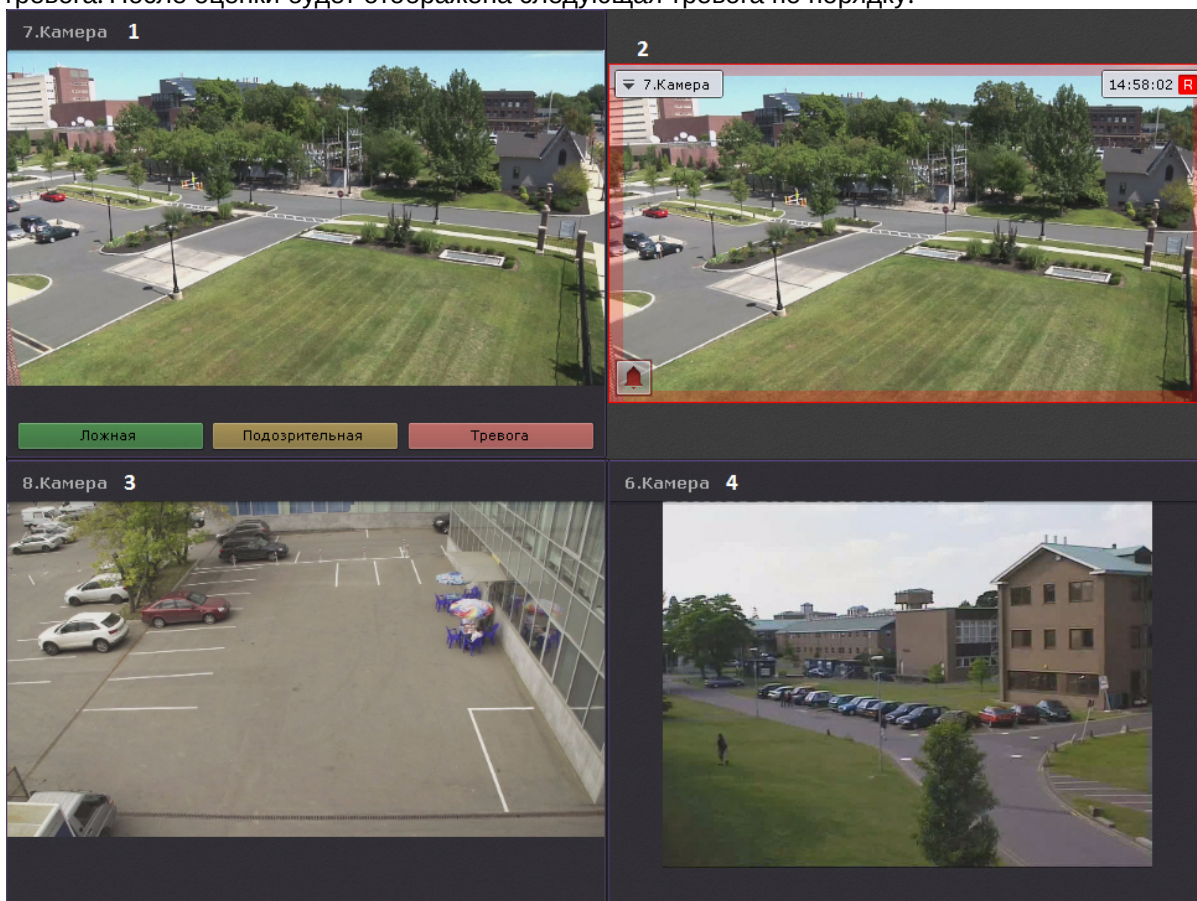 тревога. После оценки будет отображена следующая тревога по порядку.
7.Камера 1
2
7.Камера
14:58:02 R
Ложная
Подозрительная
Тревога
8.Камера 3
6.Камера 4